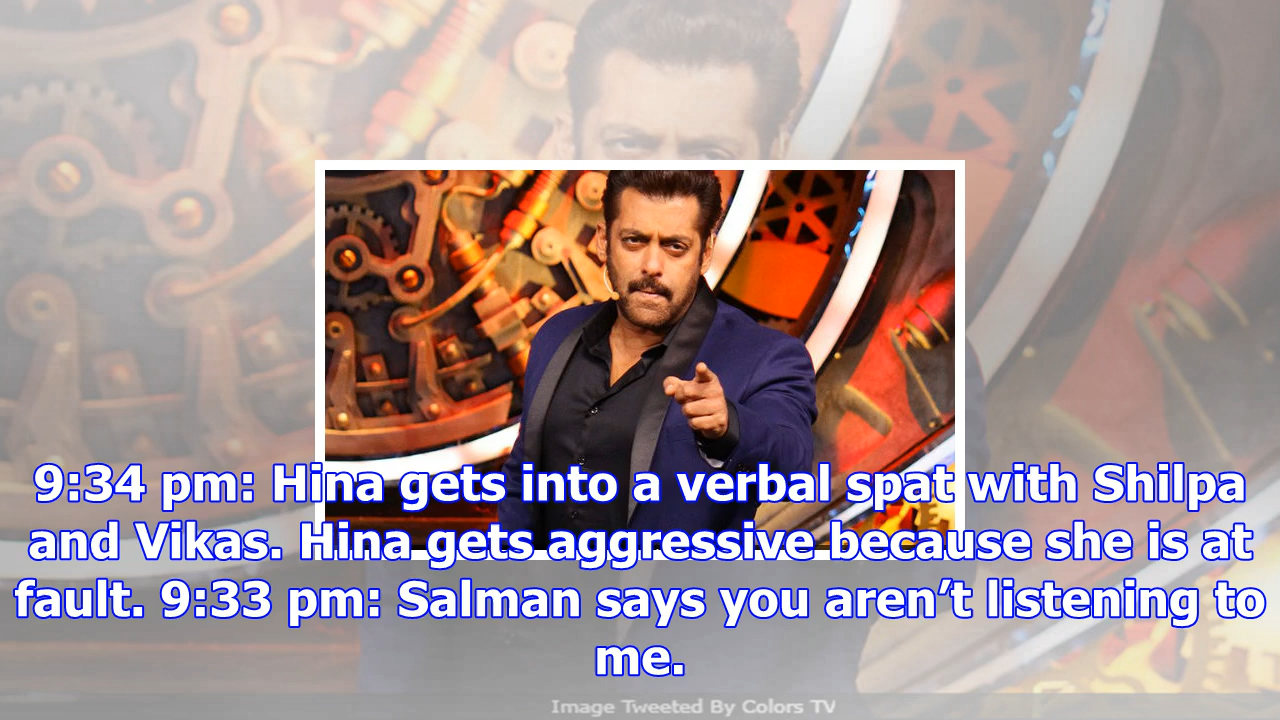 9:34 pm: Hina gets into a verbal spat with Shilpa
and Vikas. Hina gets aggressive because she is at
fault. 9:33 pm: Salman says you aren’t listening to
me.
Image Tweeted By Colors TV